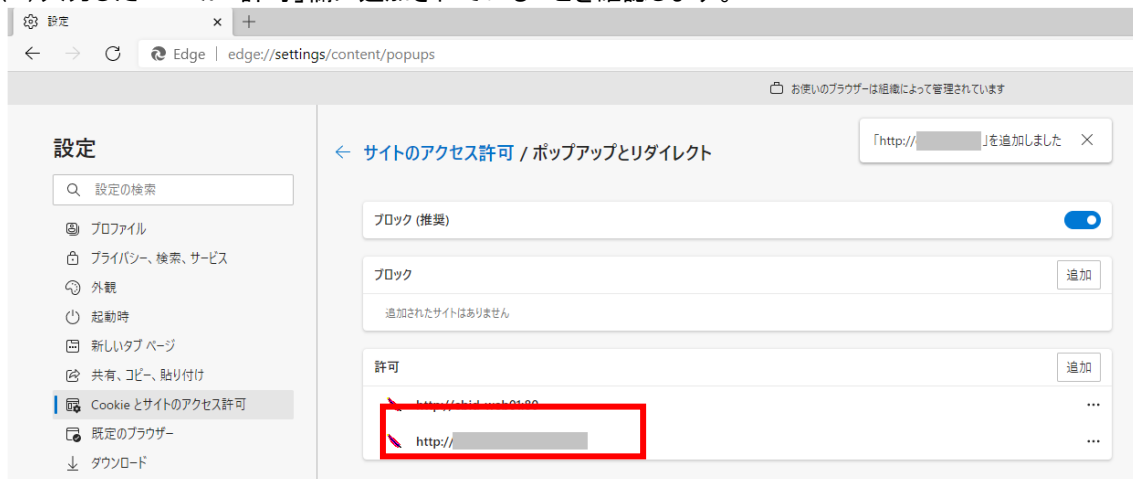 設定
Edge | edge://settings/content/popups
お使いのブラウザーは組織によって管理されています
設定
サイトのアクセス許可 / ポップアップとリダイレクト
「http:// 」を追加しました
設定の検索
プロファイル
プライバシー、検索、サービス
外観
起動時
新しいタブ ページ
共有、コピー、貼り付け
Cookie とサイトのアクセス許可
既定のブラウザー
ダウンロード
ブロック (推奨)
ブロック
追加
追加されたサイトはありません
許可
追加
http://